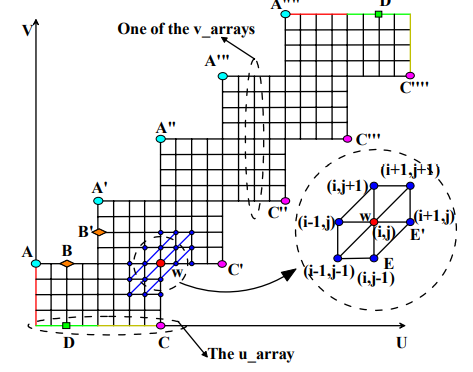 V
One of the v_arrays
A''''
D
A'''
C''''
A''
C'''
(i+1,j+1)
(i,j+1)
A'
C''
(i-1,j)
w
(i+1,j)
(i,j)
B'
E'
A
B
w
C'
(i-1,j-1)
E
(i,j-1)
D
C
U
The u_array